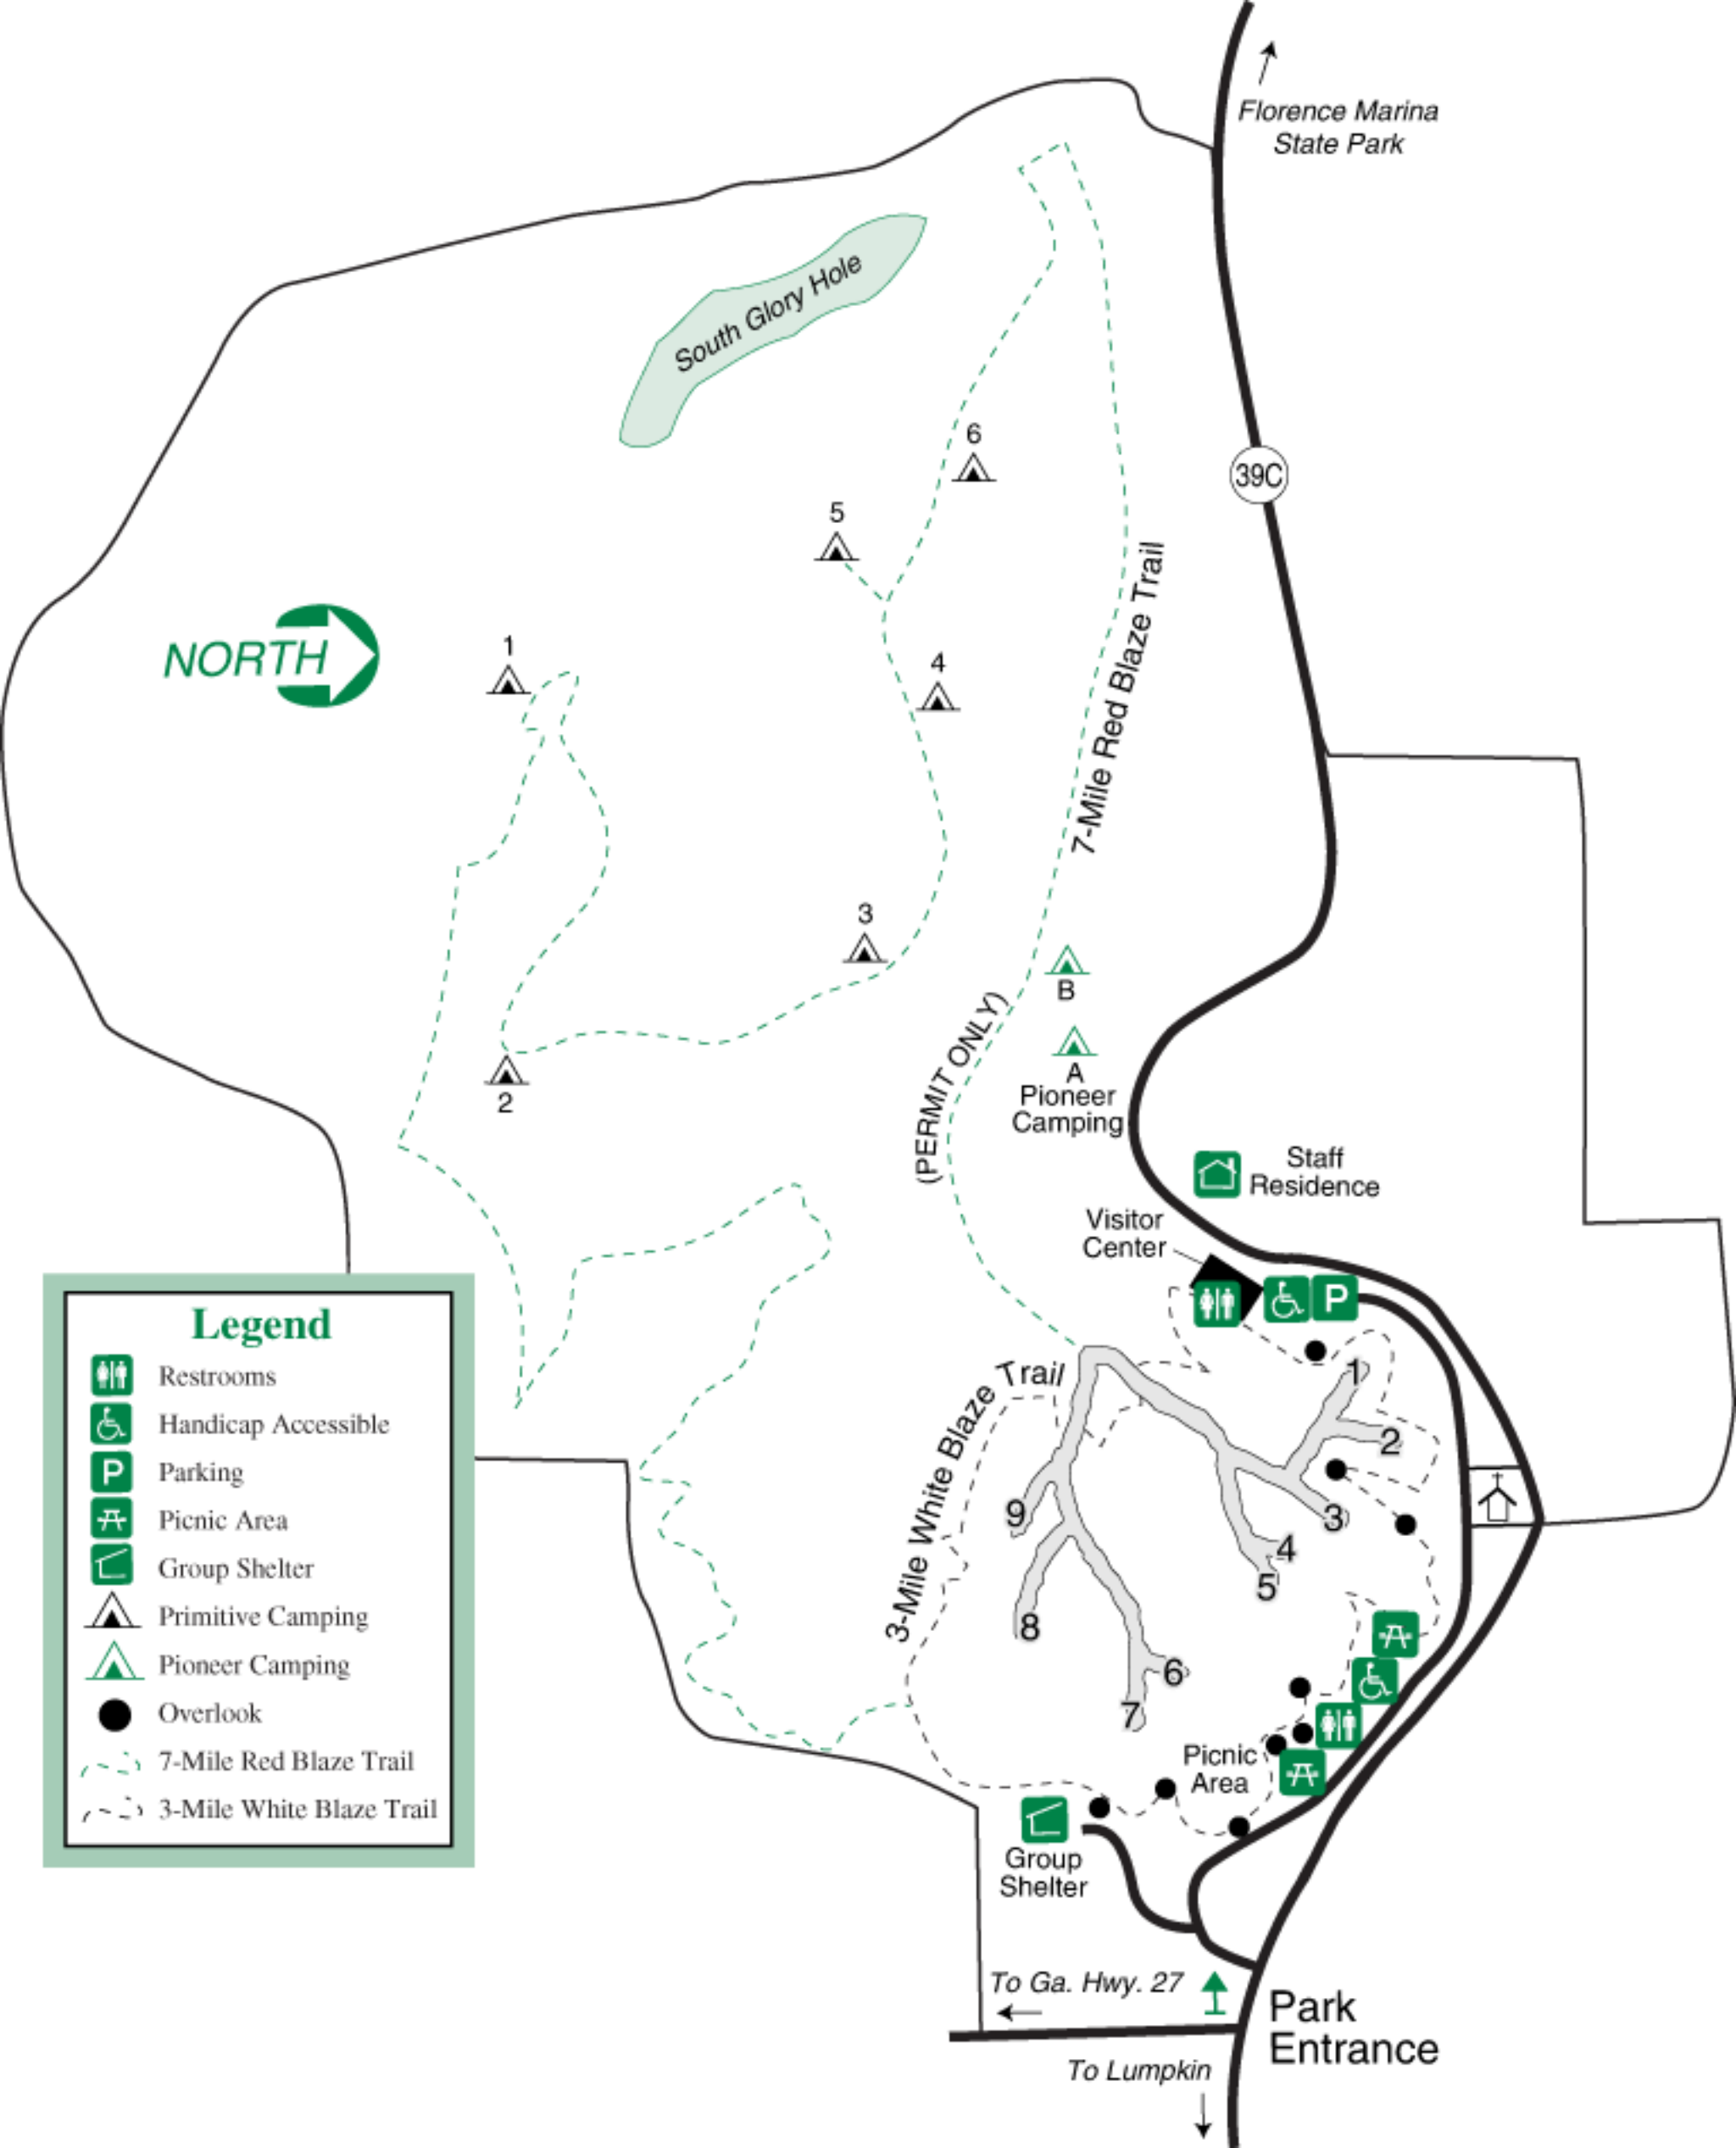 Florence Marina
State Park
South Glory Hole
39C
6
5
NORTH
1
4
7-Mile Red Blaze Trail
3
B
(PERMIT ONLY)
A
Pioneer
Camping
2
Staff
Residence
Visitor
Center
P
Legend
Restrooms
Handicap Accessible
P
Parking
Picnic Area
Group Shelter
Primitive Camping
Pioneer Camping
Overlook
7-Mile Red Blaze Trail
3-Mile White Blaze Trail
3-Mile White Blaze Trail
1
2
3
9
4
5
8
6
7
Picnic
Area
Group
Shelter
To Ga. Hwy. 27
Park
Entrance
To Lumpkin